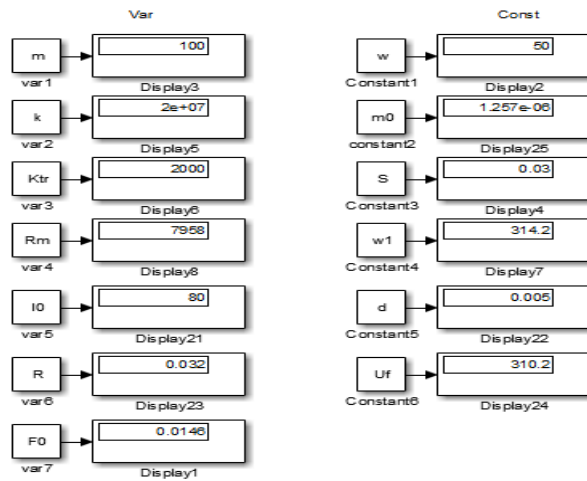 Var
m
100
var1
Display3
k
2e+07
var2
Display5
Ktr
2000
var3
Display6
Rm
7958
var4
Display8
I0
80
var5
Display21
R
0.032
var6
Display23
F0
0.0146
var7
Display1
Const
w
50
Constant1
Display2
m0
1.257e-06
constant2
Display25
S
0.03
Constant3
Display4
w1
314.2
Constant4
Display7
d
0.005
Constant5
Display22
Uf
310.2
Constant6
Display24